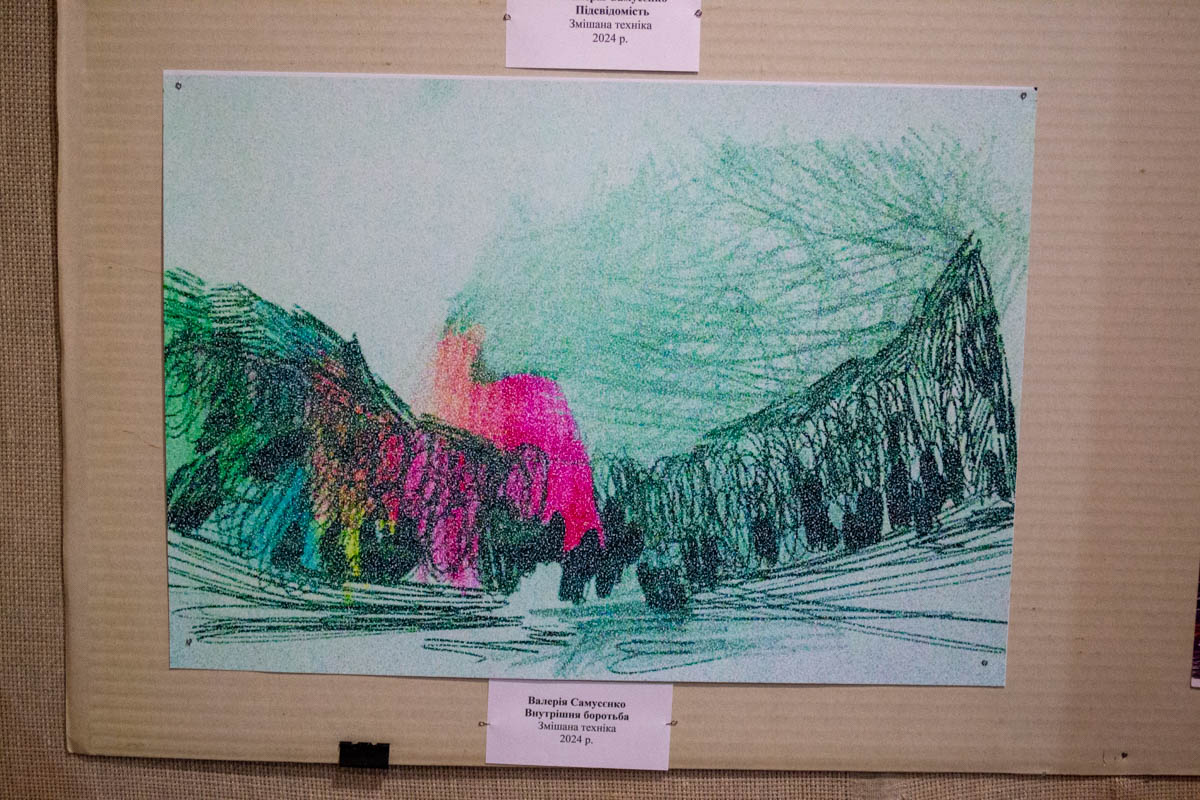 Підсвідомість
Змішана техніка
2024 р.
Валерія Самусєнко
Внутрішня боротьба
Змішана техніка
2024 р.